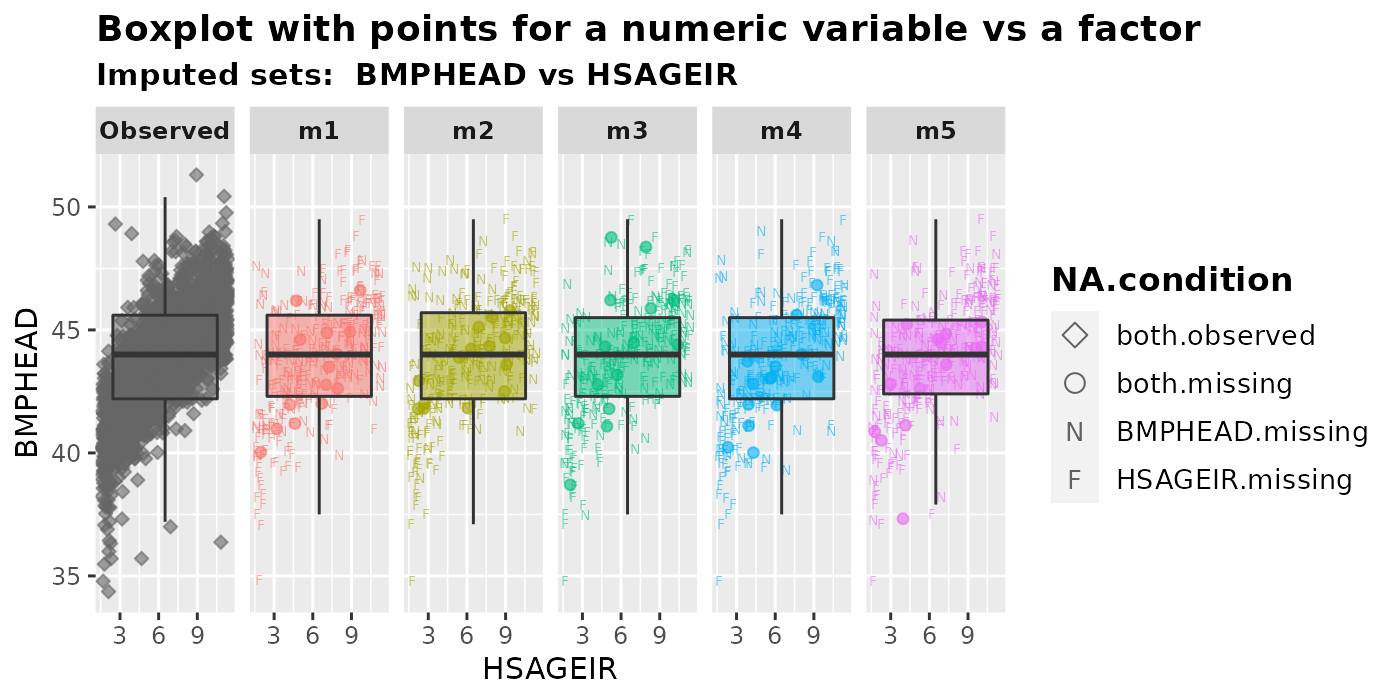 Boxplot with points for a numeric variable vs a factor
Imputed sets:  BMPHEAD vs HSAGEIR
Observed m1 m2 m3 m4 m5
50
45
40
35
BMPHEAD
3 6 9 3 6 9 3 6 9 3 6 9 3 6 9 3 6 9
HSAGEIR
NA.condition
both.observed
both.missing
N BMPHEAD.missing
F HSAGEIR.missing